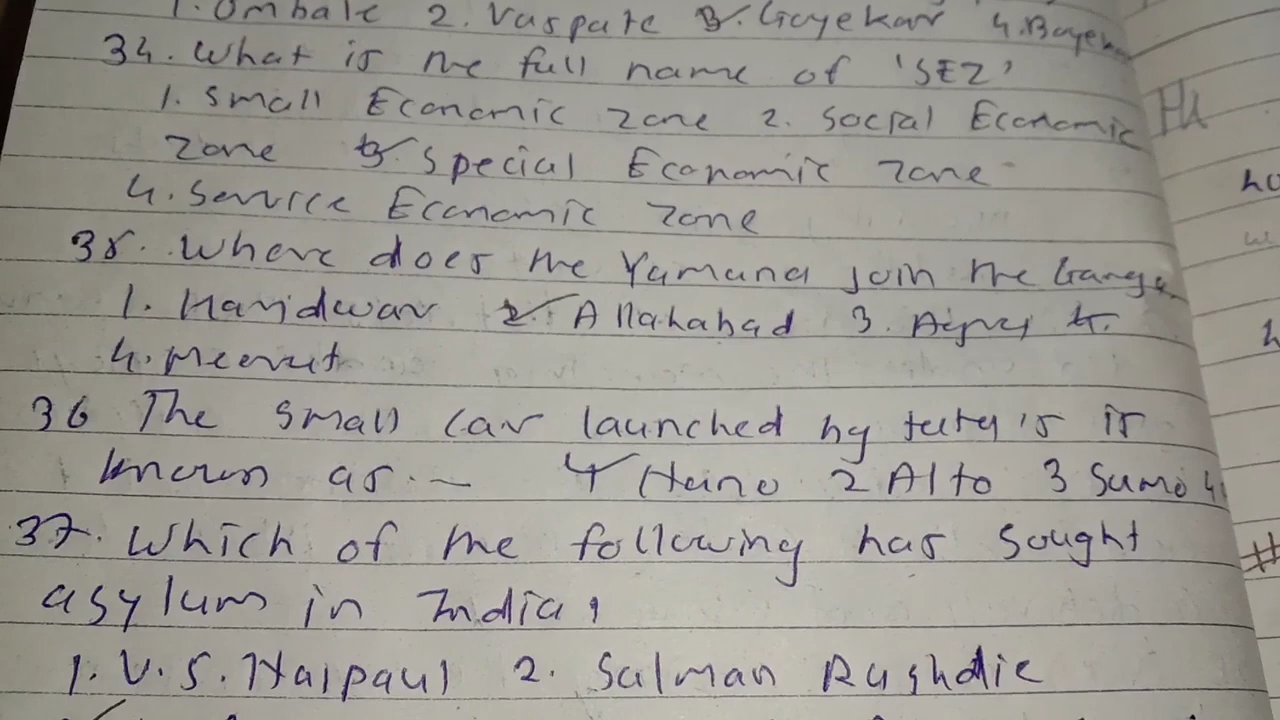 1. Ombale 2. Vaspate 3. Gayekar 4. Bayek
34. What is the full name of 'SEZ'
1. Small Economic Zone 2. Social Economic
Zone 3. Special Economic Zone
4. Service Economic Zone
35. Where does the Yamuna join the Ganga
1. Haridwar 2. Allahabad 3. Agra 4.
4. Meerut
36 The small car launched by is
known as. - 1 Nano 2 Alto 3 Sumo 4
37. Which of the following has sought
asylum in India,
1. V. S. Naipaul 2. Salman Rushdie